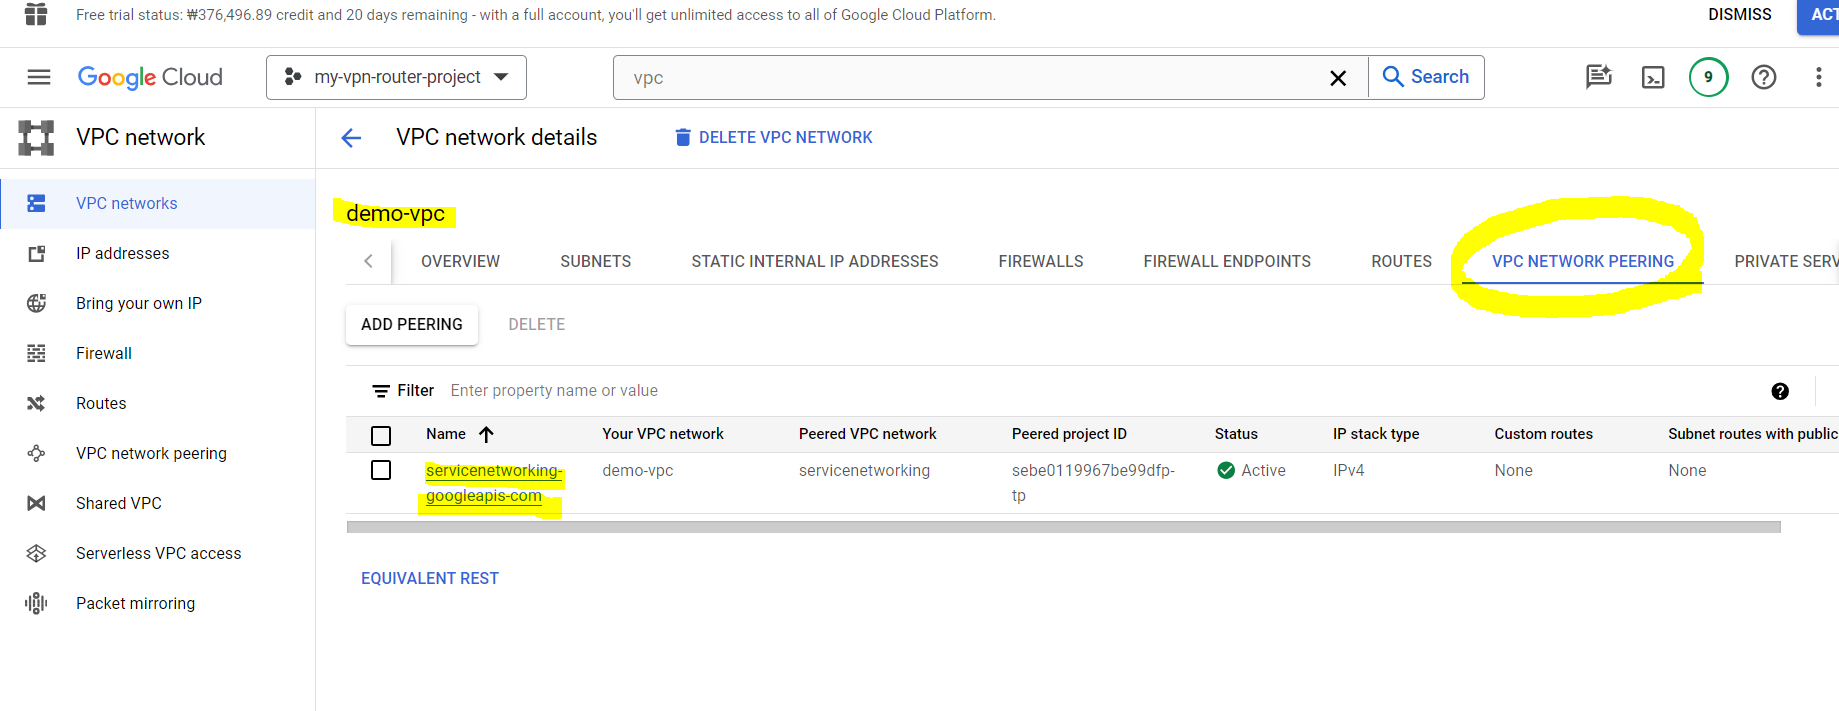 Free trial status: ₩376,496.89 credit and 20 days remaining - with a full account, you'll get unlimited access to all of Google Cloud Platform.
DISMISS
ACT
Google Cloud
my-vpn-router-project
vpc
Search
9
VPC network
VPC network details
DELETE VPC NETWORK
VPC networks
IP addresses
Bring your own IP
Firewall
Routes
VPC network peering
Shared VPC
Serverless VPC access
Packet mirroring
demo-vpc
OVERVIEW
SUBNETS
STATIC INTERNAL IP ADDRESSES
FIREWALLS
FIREWALL ENDPOINTS
ROUTES
VPC NETWORK PEERING
PRIVATE SERV
ADD PEERING
DELETE
Filter
Enter property name or value
Name
Your VPC network
Peered VPC network
Peered project ID
Status
IP stack type
Custom routes
Subnet routes with public
servicenetworking-
googleapis-com
demo-vpc
servicenetworking
sebe0119967be99dfp-
tp
Active
IPv4
None
None
EQUIVALENT REST